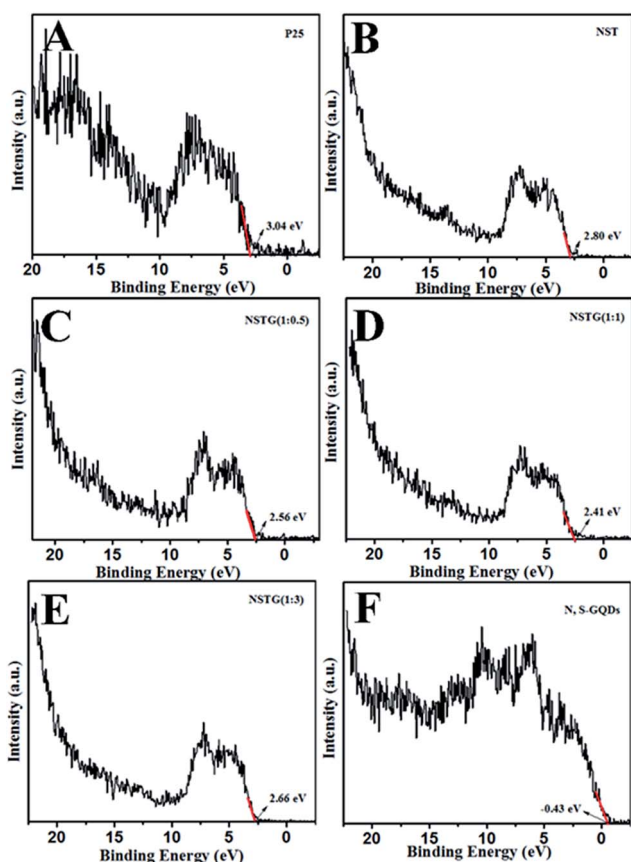 A
P25
Intensity (a.u.)
3.04 eV
20 15 10 5 0
Binding Energy (eV)
B
NST
Intensity (a.u.)
2.80 eV
20 15 10 5 0
Binding Energy (eV)
C
NSTG(1:0.5)
Intensity (a.u.)
2.56 eV
20 15 10 5 0
Binding Energy (eV)
D
NSTG(1:1)
Intensity (a.u.)
2.41 eV
20 15 10 5 0
Binding Energy (eV)
E
NSTG(1:3)
Intensity (a.u.)
2.66 eV
20 15 10 5 0
Binding Energy (eV)
F
N, S-GQDs
Intensity (a.u.)
-0.43 eV
20 15 10 5 0
Binding Energy (eV)